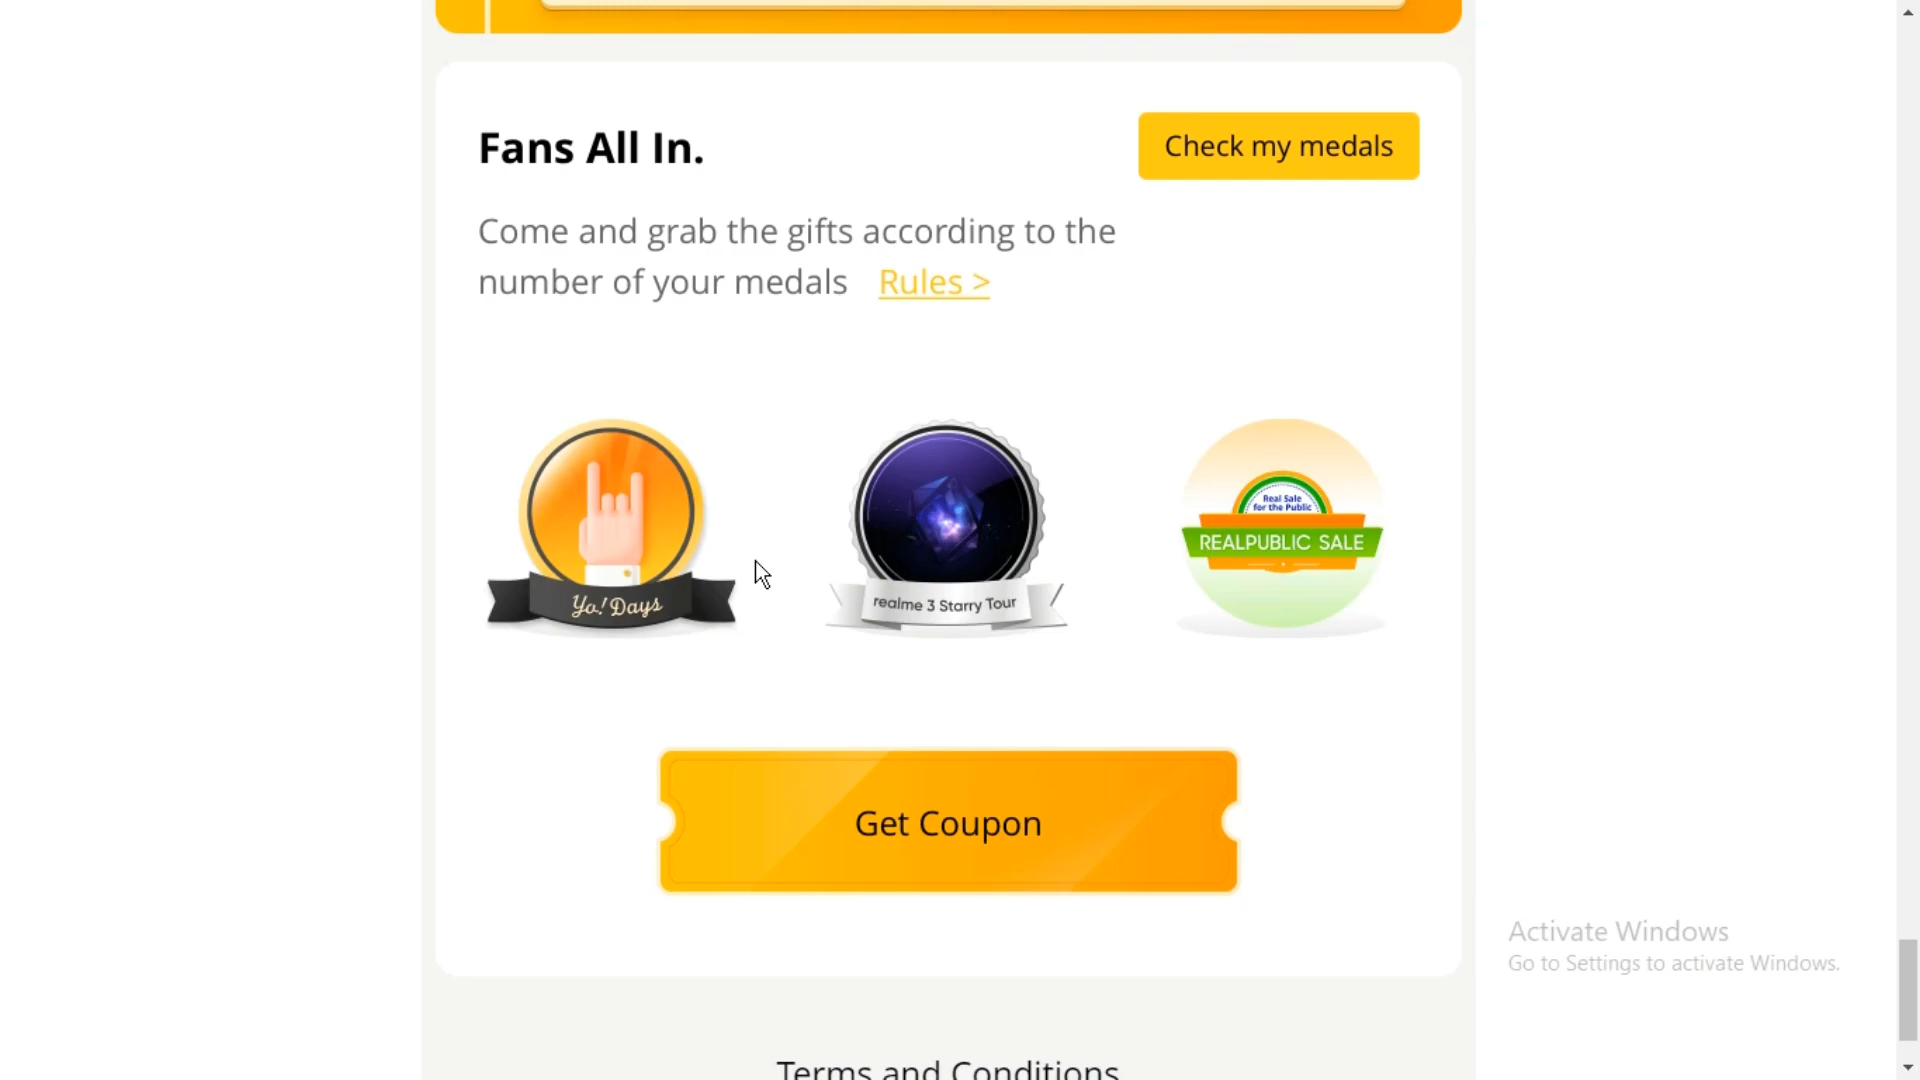 Fans All In.
Check my medals
Come and grab the gifts according to the
number of your medals Rules >
Yo! Days
realme 3 Starry Tour
Real Sale
for the Public
REALPUBLIC SALE
Get Coupon
Activate Windows
Go to Settings to activate Windows.
Terms and Conditions